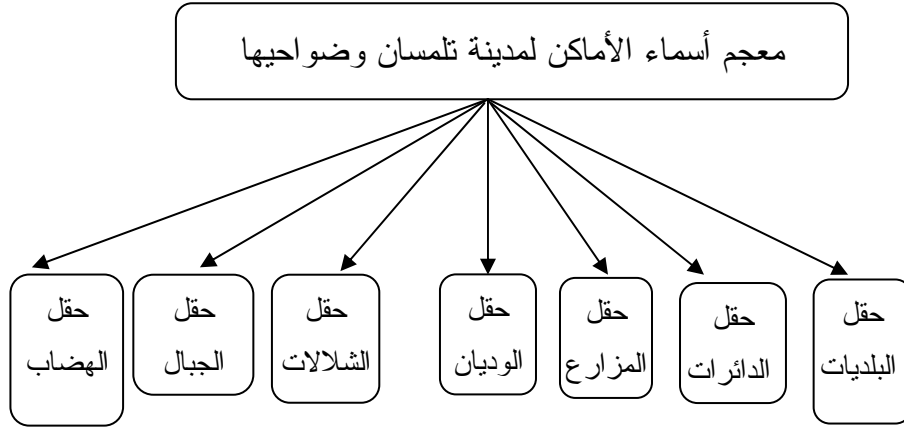 معجم أسماء الأماكن لمدينة تلمسان وضواحيها
حقل
البلديات
حقل
الدائرات
حقل
المزارع
حقل
الوديان
حقل
الشلالات
حقل
الجبال
حقل
الهضاب